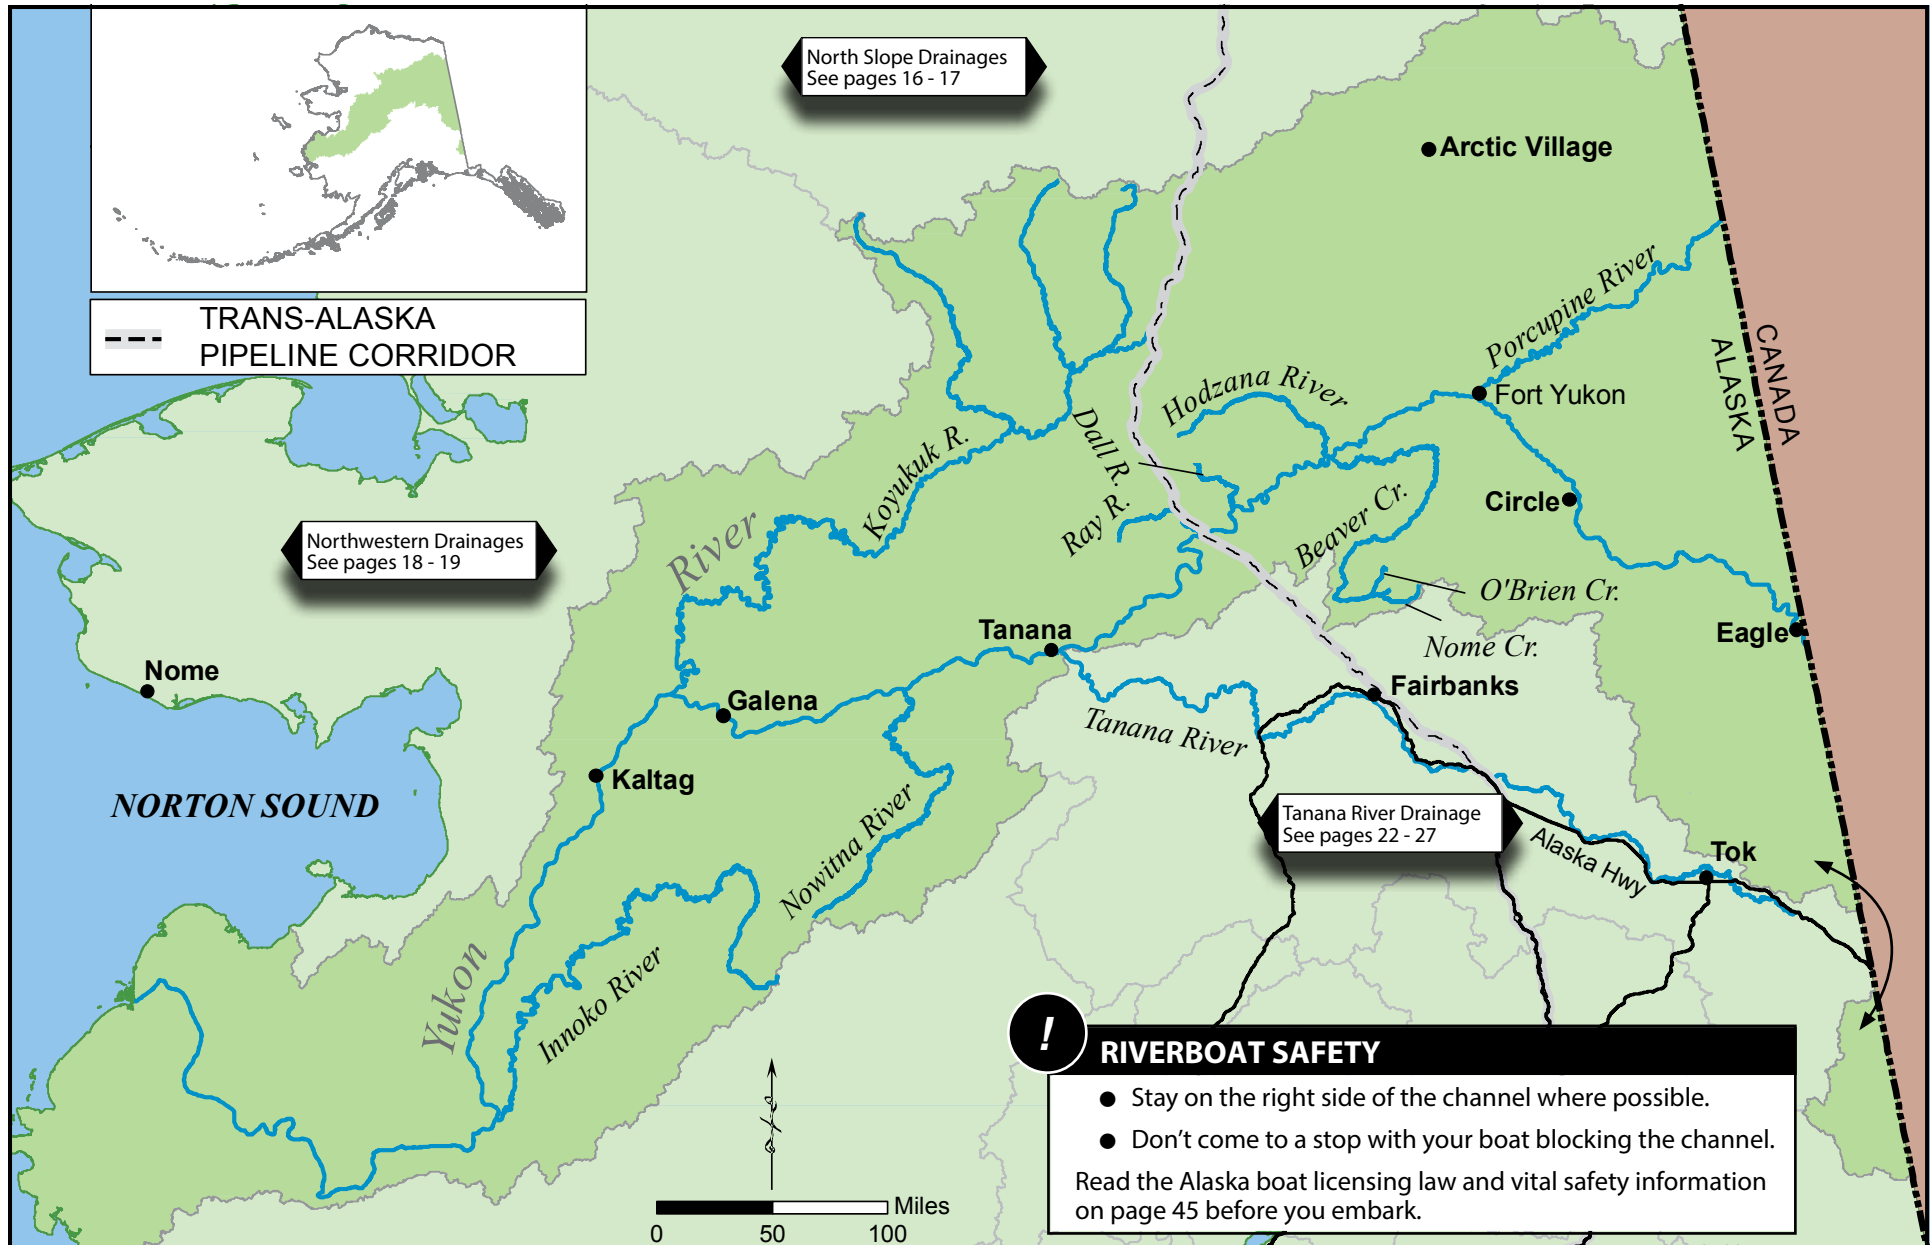 North Slope Drainages
See pages 16 - 17
Arctic Village
TRANS-ALASKA
PIPELINE CORRIDOR
Porcupine River
CANADA
ALASKA
Hodzana River
Fort Yukon
Dall R.
Koyukuk R.
Ray R.
Circle
Beaver Cr.
Northwestern Drainages
See pages 18 - 19
River
O'Brien Cr.
Nome Cr.
Eagle
Tanana
Nome
Galena
Fairbanks
Tanana River
Kaltag
NORTON SOUND
Nowitna River
Tanana River Drainage
See pages 22 - 27
Alaska Hwy
Tok
Yukon
Innoko River
!
RIVERBOAT SAFETY
● Stay on the right side of the channel where possible.
● Don’t come to a stop with your boat blocking the channel.
Read the Alaska boat licensing law and vital safety information
on page 45 before you embark.
Miles
0 50 100